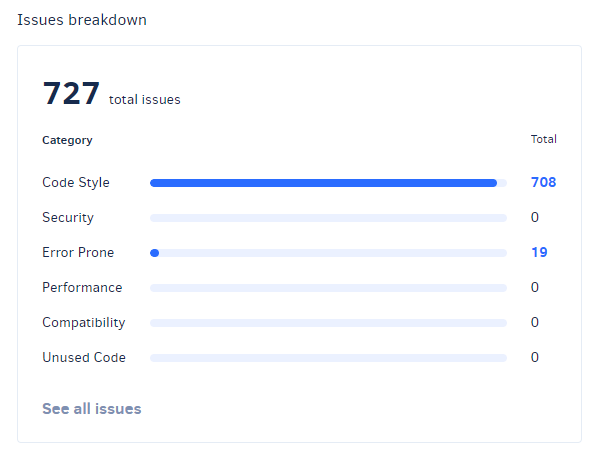 Issues breakdown
727 total issues
Category Total
Code Style 708
Security 0
Error Prone 19
Performance 0
Compatibility 0
Unused Code 0
See all issues